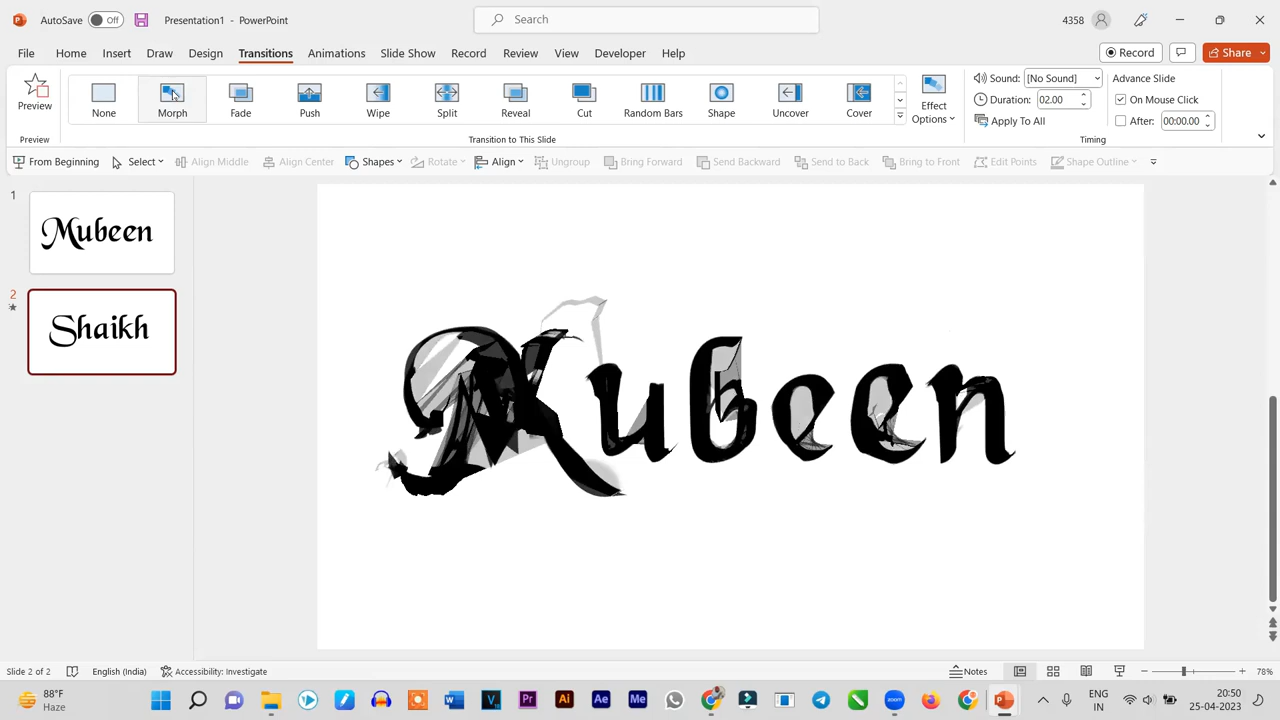 AutoSave Off Presentation1 - PowerPoint Search 4358
File Home Insert Draw Design Transitions Animations Slide Show Record Review View Developer Help Record Share
Preview None Morph Fade Push Wipe Split Reveal Cut Random Bars Shape Uncover Cover Effect Options
Sound: [No Sound] Advance Slide
Duration: 02.00 On Mouse Click
Apply To All After: 00:00.00
Preview Transition to This Slide Timing
From Beginning Select Align Middle Align Center Shapes Rotate Align Ungroup Bring Forward Send Backward Send to Back Bring to Front Edit Points Shape Outline
1
Mubeen
2
Shaikh
Mubeen
Slide 2 of 2 English (India) Accessibility: Investigate Notes 78%
88°F
Haze
ENG
IN
20:50
25-04-2023